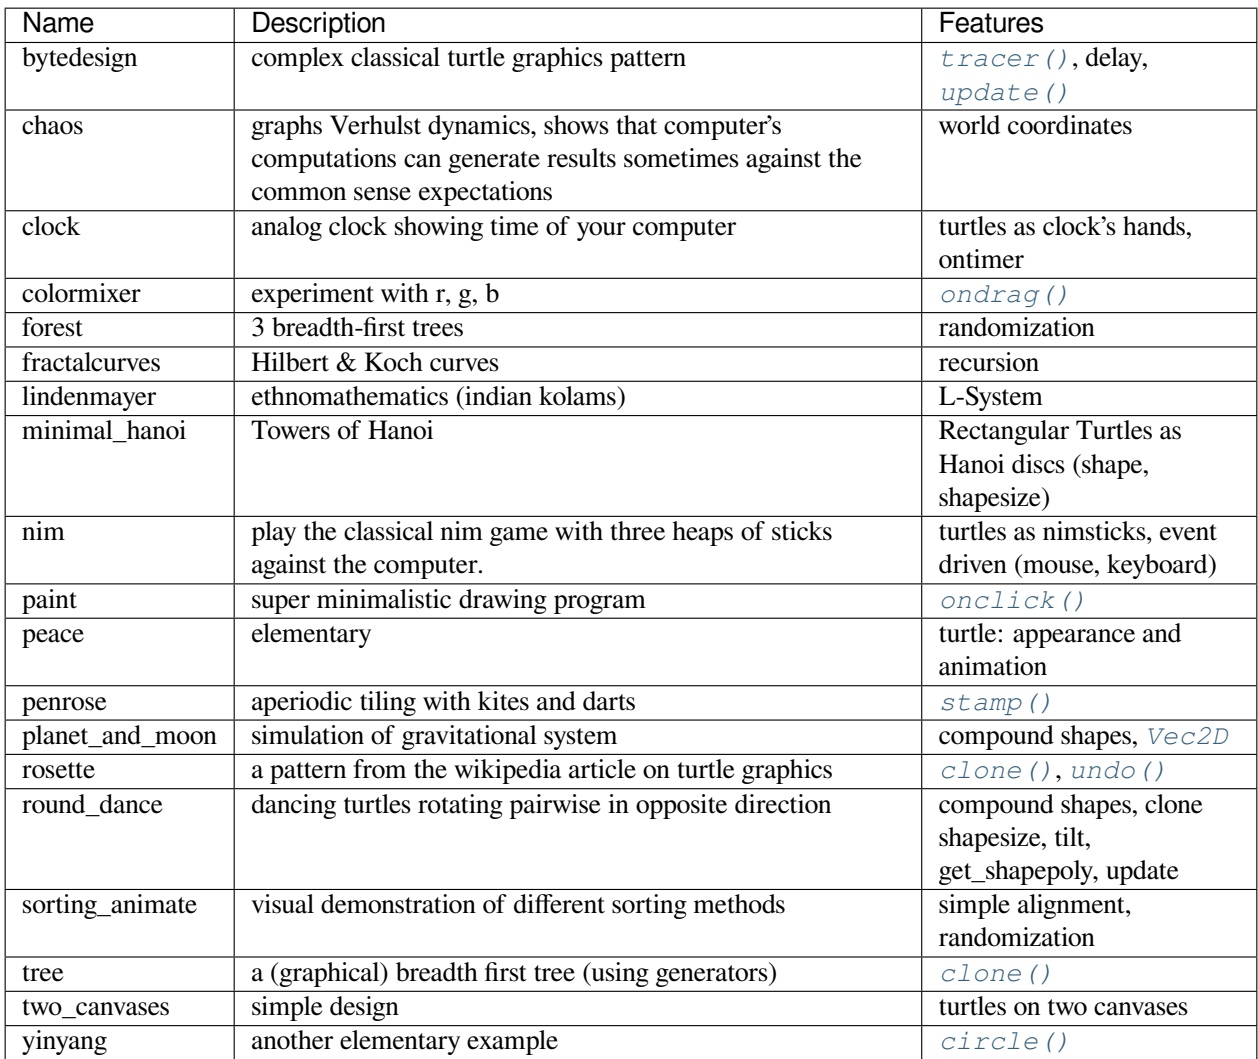 Name Description Features
bytedesign complex classical turtle graphics pattern tracer(), delay,
update()
chaos graphs Verhulst dynamics, shows that computer's world coordinates
computations can generate results sometimes against the
common sense expectations
clock analog clock showing time of your computer turtles as clock's hands,
ontimer
colormixer experiment with r, g, b ondrag()
forest 3 breadth-first trees randomization
fractalcurves Hilbert & Koch curves recursion
lindenmayer ethnomathematics (indian kolams) L-System
minimal_hanoi Towers of Hanoi Rectangular Turtles as
Hanoi discs (shape,
shapesize)
nim play the classical nim game with three heaps of sticks turtles as nimsticks, event
against the computer. driven (mouse, keyboard)
paint super minimalistic drawing program onclick()
peace elementary turtle: appearance and
animation
penrose aperiodic tiling with kites and darts stamp()
planet_and_moon simulation of gravitational system compound shapes, Vec2D
rosette a pattern from the wikipedia article on turtle graphics clone(), undo()
round_dance dancing turtles rotating pairwise in opposite direction compound shapes, clone
shapesize, tilt,
get_shapepoly, update
sorting_animate visual demonstration of different sorting methods simple alignment,
randomization
tree a (graphical) breadth first tree (using generators) clone()
two_canvases simple design turtles on two canvases
yinyang another elementary example circle()